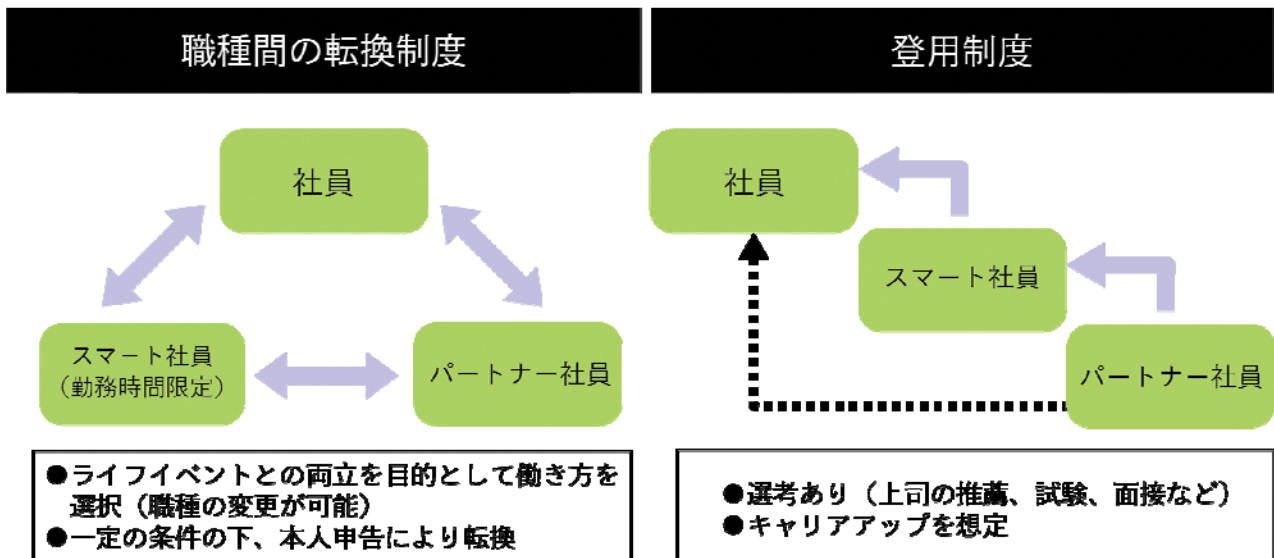 職種間の転換制度
社員
スマート社員
（勤務時間限定）
パートナー社員
●ライフイベントとの両立を目的として働き方を
選択（職種の変更が可能）
●一定の条件の下、本人申告により転換
登用制度
社員
スマート社員
パートナー社員
●選考あり（上司の推薦、試験、面接など）
●キャリアアップを想定